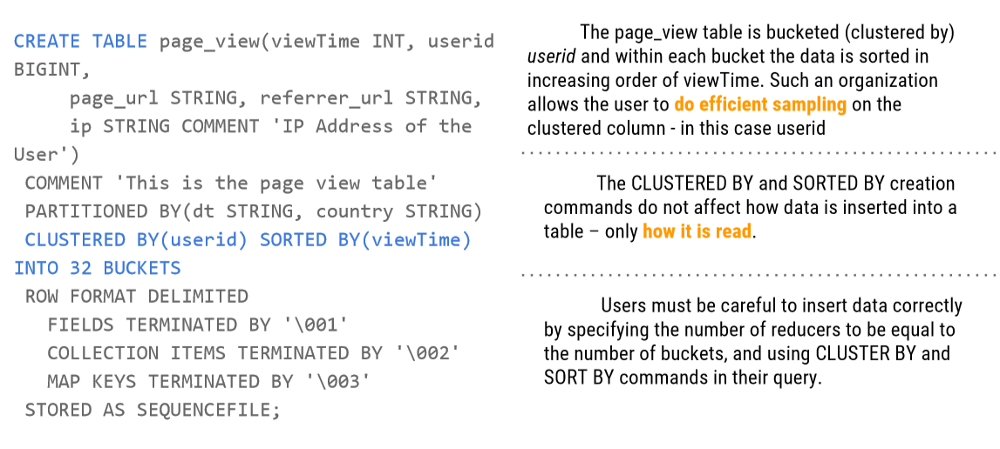 CREATE TABLE page_view(viewTime INT, userid
BIGINT,
page_url STRING, referrer_url STRING,
ip STRING COMMENT 'IP Address of the
User')
COMMENT 'This is the page view table'
PARTITIONED BY(dt STRING, country STRING)
CLUSTERED BY(userid) SORTED BY(viewTime)
INTO 32 BUCKETS
ROW FORMAT DELIMITED
FIELDS TERMINATED BY '\001'
COLLECTION ITEMS TERMINATED BY '\002'
MAP KEYS TERMINATED BY '\003'
STORED AS SEQUENCEFILE;
The page_view table is bucketed (clustered by)
userid and within each bucket the data is sorted in
increasing order of viewTime. Such an organization
allows the user to do efficient sampling on the
clustered column - in this case userid
The CLUSTERED BY and SORTED BY creation
commands do not affect how data is inserted into a
table – only how it is read.
Users must be careful to insert data correctly
by specifying the number of reducers to be equal to
the number of buckets, and using CLUSTER BY and
SORT BY commands in their query.